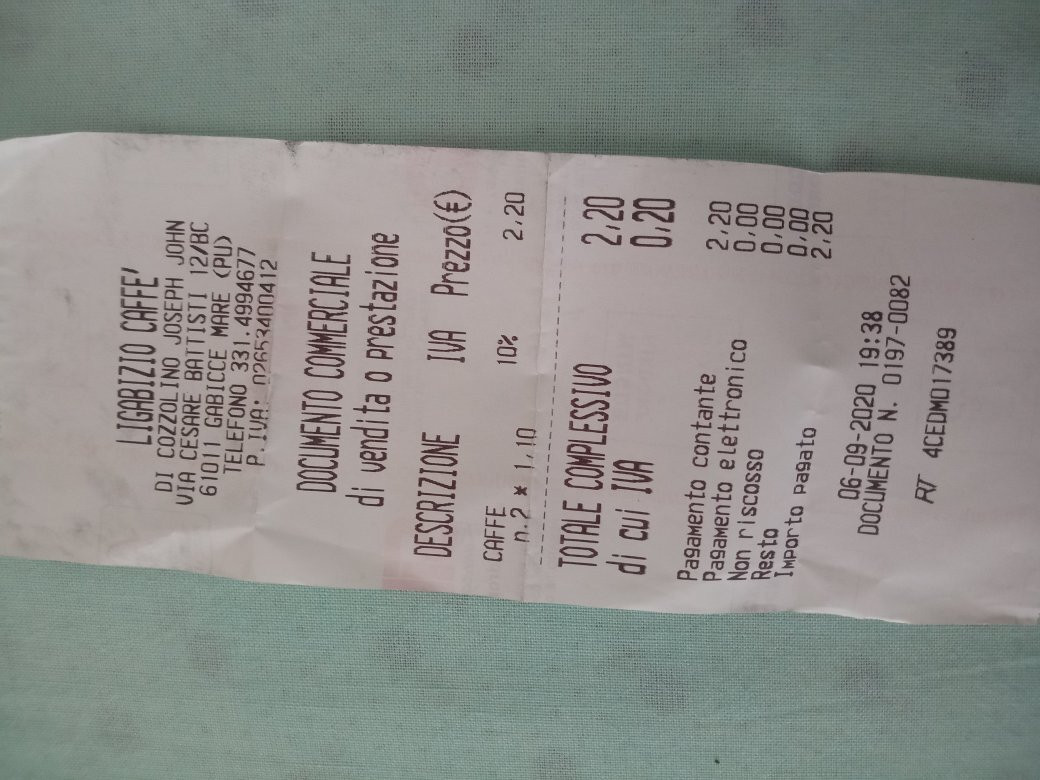 LIGABIZIO CAFFE'
DI COZZOLINO JOSEPH JOHN
VIA CESARE BATTISTI 12/BC
61011 GABICCE MARE (PU)
TELEFONO 331.4994677
P.IVA: 02653400412
DOCUMENTO COMMERCIALE
di vendita o prestazione
DESCRIZIONE IVA Prezzo(€)
CAFFE 10% 2,20
n.2 * 1,10
TOTALE COMPLESSIVO 2,20
di cui IVA 0,20
Pagamento contante 2,20
Pagamento elettronico 0,00
Non riscosso 0,00
Resto 0,00
Importo pagato 2,20
06-09-2020 19:38
DOCUMENTO N. 0197-0082
RT 4CEDM017389